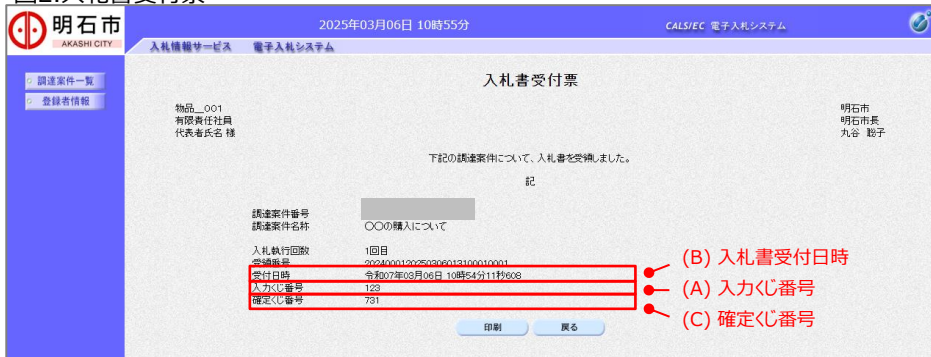 図2.入札書受付票
明石市
AKASHI CITY
2025年03月06日 10時55分
CALS/EC 電子入札システム
入札情報サービス 電子入札システム
調達案件一覧
登録者情報
入札書受付票
物品__001
有限責任社員
代表者氏名 様
明石市
明石市長
丸谷 聡子
下記の調達案件について、入札書を受領しました。
記
調達案件番号
調達案件名称 〇〇の購入について
入札執行回数 1回目
受領番号 2024000120250306013100010001
受付日時 令和07年03月06日 10時54分11秒608
入力くじ番号 123
確定くじ番号 731
(B) 入札書受付日時
(A) 入力くじ番号
(C) 確定くじ番号
印刷 戻る